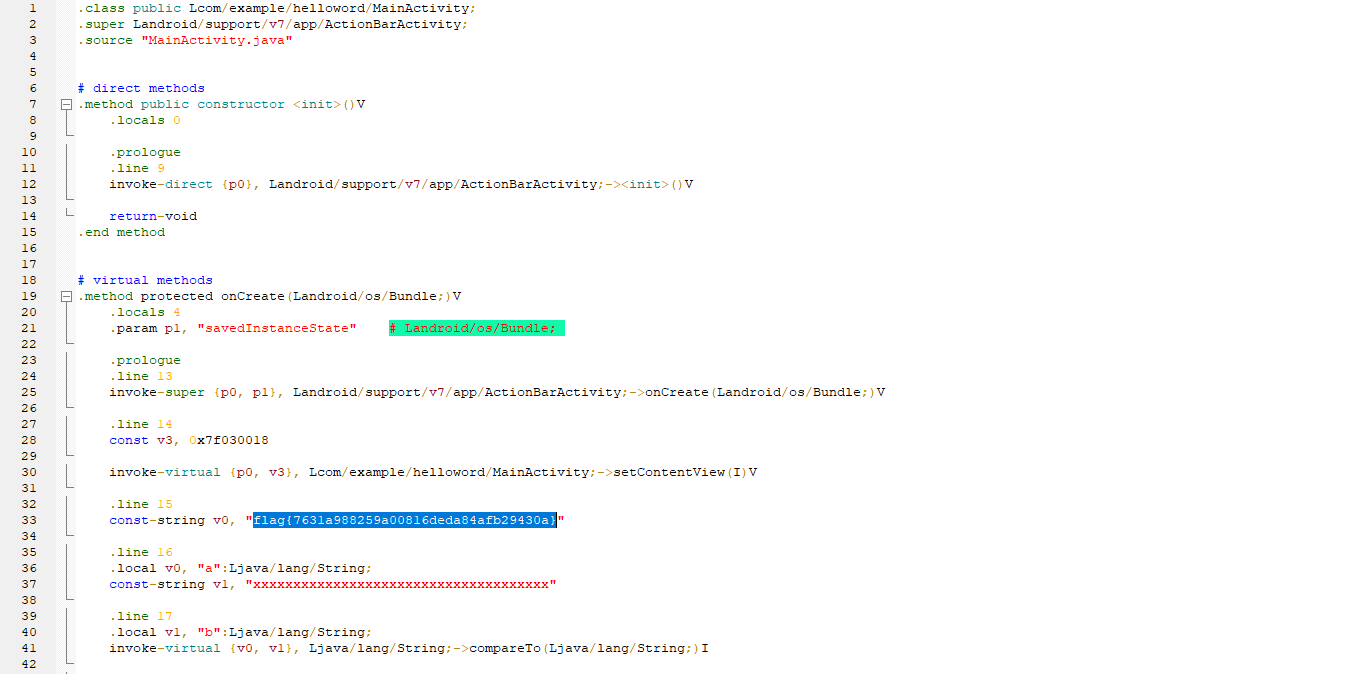 1 .class public Lcom/example/helloword/MainActivity;
2 .super Landroid/support/v7/app/ActionBarActivity;
3 .source "MainActivity.java"
4
5
6 # direct methods
7 .method public constructor <init>()V
8 .locals 0
9
10 .prologue
11 .line 9
12 invoke-direct {p0}, Landroid/support/v7/app/ActionBarActivity;-><init>()V
13
14 return-void
15 .end method
16
17
18 # virtual methods
19 .method protected onCreate(Landroid/os/Bundle;)V
20 .locals 4
21 .param p1, "savedInstanceState" # Landroid/os/Bundle;
22
23 .prologue
24 .line 13
25 invoke-super {p0, p1}, Landroid/support/v7/app/ActionBarActivity;->onCreate(Landroid/os/Bundle;)V
26
27 .line 14
28 const v3, 0x7f030018
29
30 invoke-virtual {p0, v3}, Lcom/example/helloword/MainActivity;->setContentView(I)V
31
32 .line 15
33 const-string v0, "flag{7631a988259a00816deda84afb29430a}"
34
35 .line 16
36 .local v0, "a":Ljava/lang/String;
37 const-string v1, "xxxxxxxxxxxxxxxxxxxxxxxxxxxxxxxxxxxxx"
38
39 .line 17
40 .local v1, "b":Ljava/lang/String;
41 invoke-virtual {v0, v1}, Ljava/lang/String;->compareTo(Ljava/lang/String;)I
42